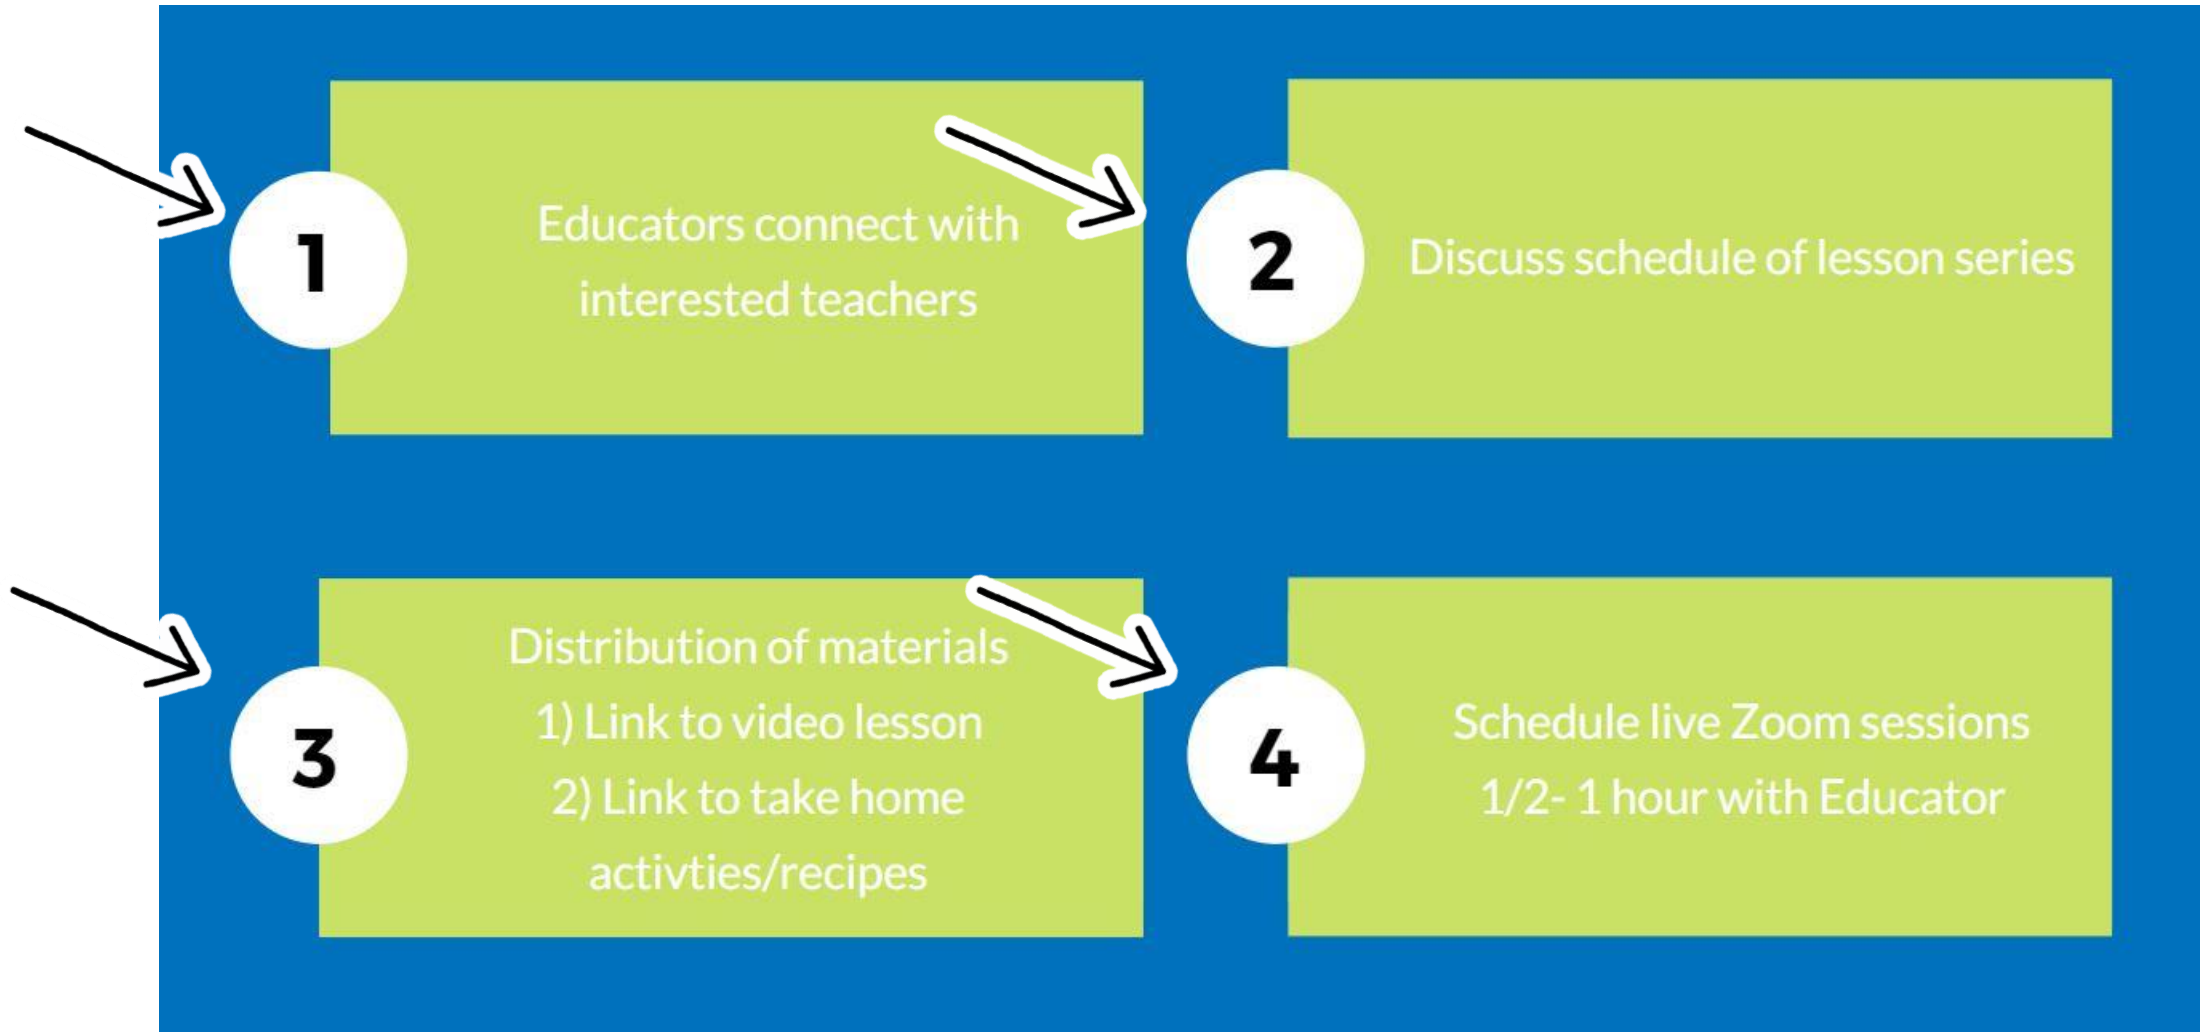 1
Educators connect with
interested teachers
2
Discuss schedule of lesson series
3
Distribution of materials
1) Link to video lesson
2) Link to take home
activties/recipes
4
Schedule live Zoom sessions
1/2- 1 hour with Educator